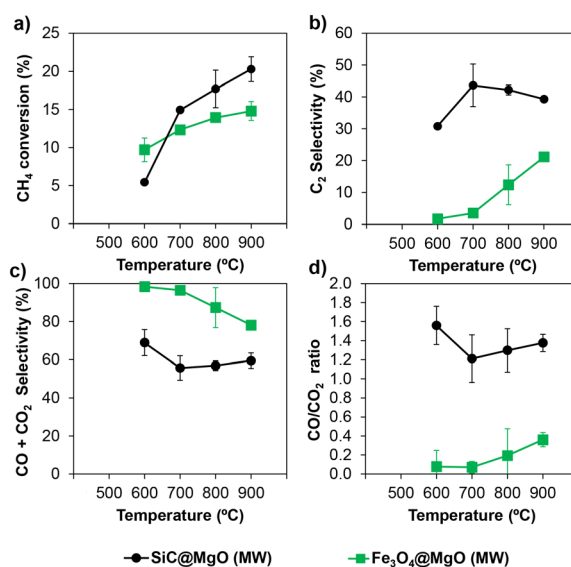 a)
CH₄ conversion (%)
25
20
15
10
5
0
500 600 700 800 900
Temperature (ºC)
b)
C₂ Selectivity (%)
60
50
40
30
20
10
0
500 600 700 800 900
Temperature (ºC)
c)
CO + CO₂ Selectivity (%)
100
80
60
40
20
0
500 600 700 800 900
Temperature (ºC)
d)
CO/CO₂ ratio
2.0
1.8
1.6
1.4
1.2
1.0
0.8
0.6
0.4
0.2
0.0
500 600 700 800 900
Temperature (ºC)
SiC@MgO (MW)
Fe₃O₄@MgO (MW)